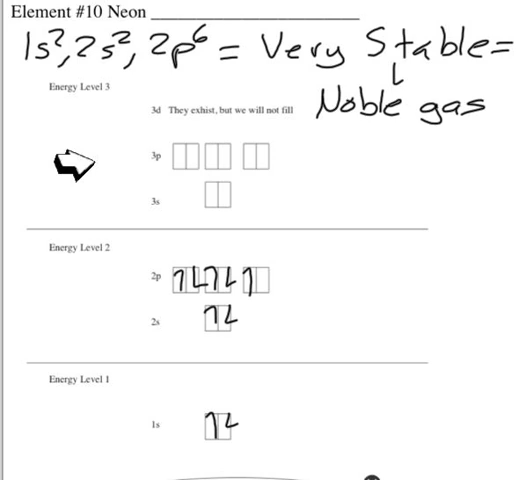 Element #10 Neon
1s²,2s², 2p⁶ = Very Stable =
Noble gas
Energy Level 3
3d They exhist, but we will not fill
3p
3s
Energy Level 2
2p
2s
Energy Level 1
1s